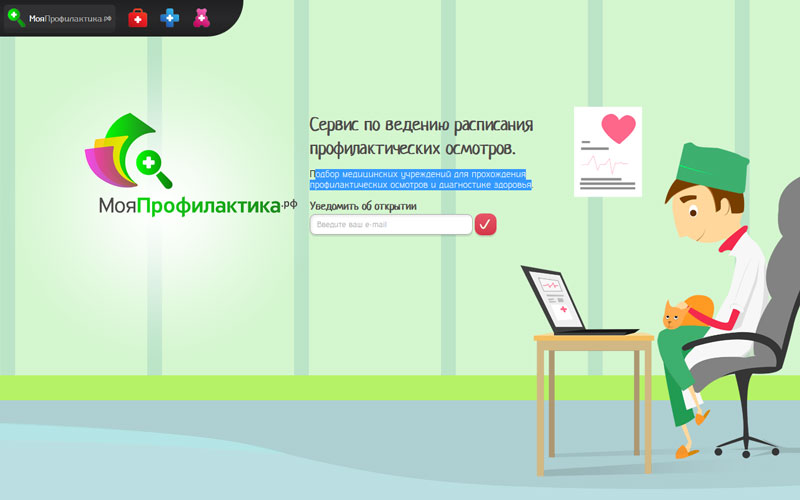 МояПрофилактика.рф
Сервис по ведению расписания
профилактических осмотров.
МояПрофилактика.рф
Подбор медицинских учреждений для прохождения
профилактических осмотров и диагностике здоровья.
Уведомить об открытии
Введите ваш e-mail